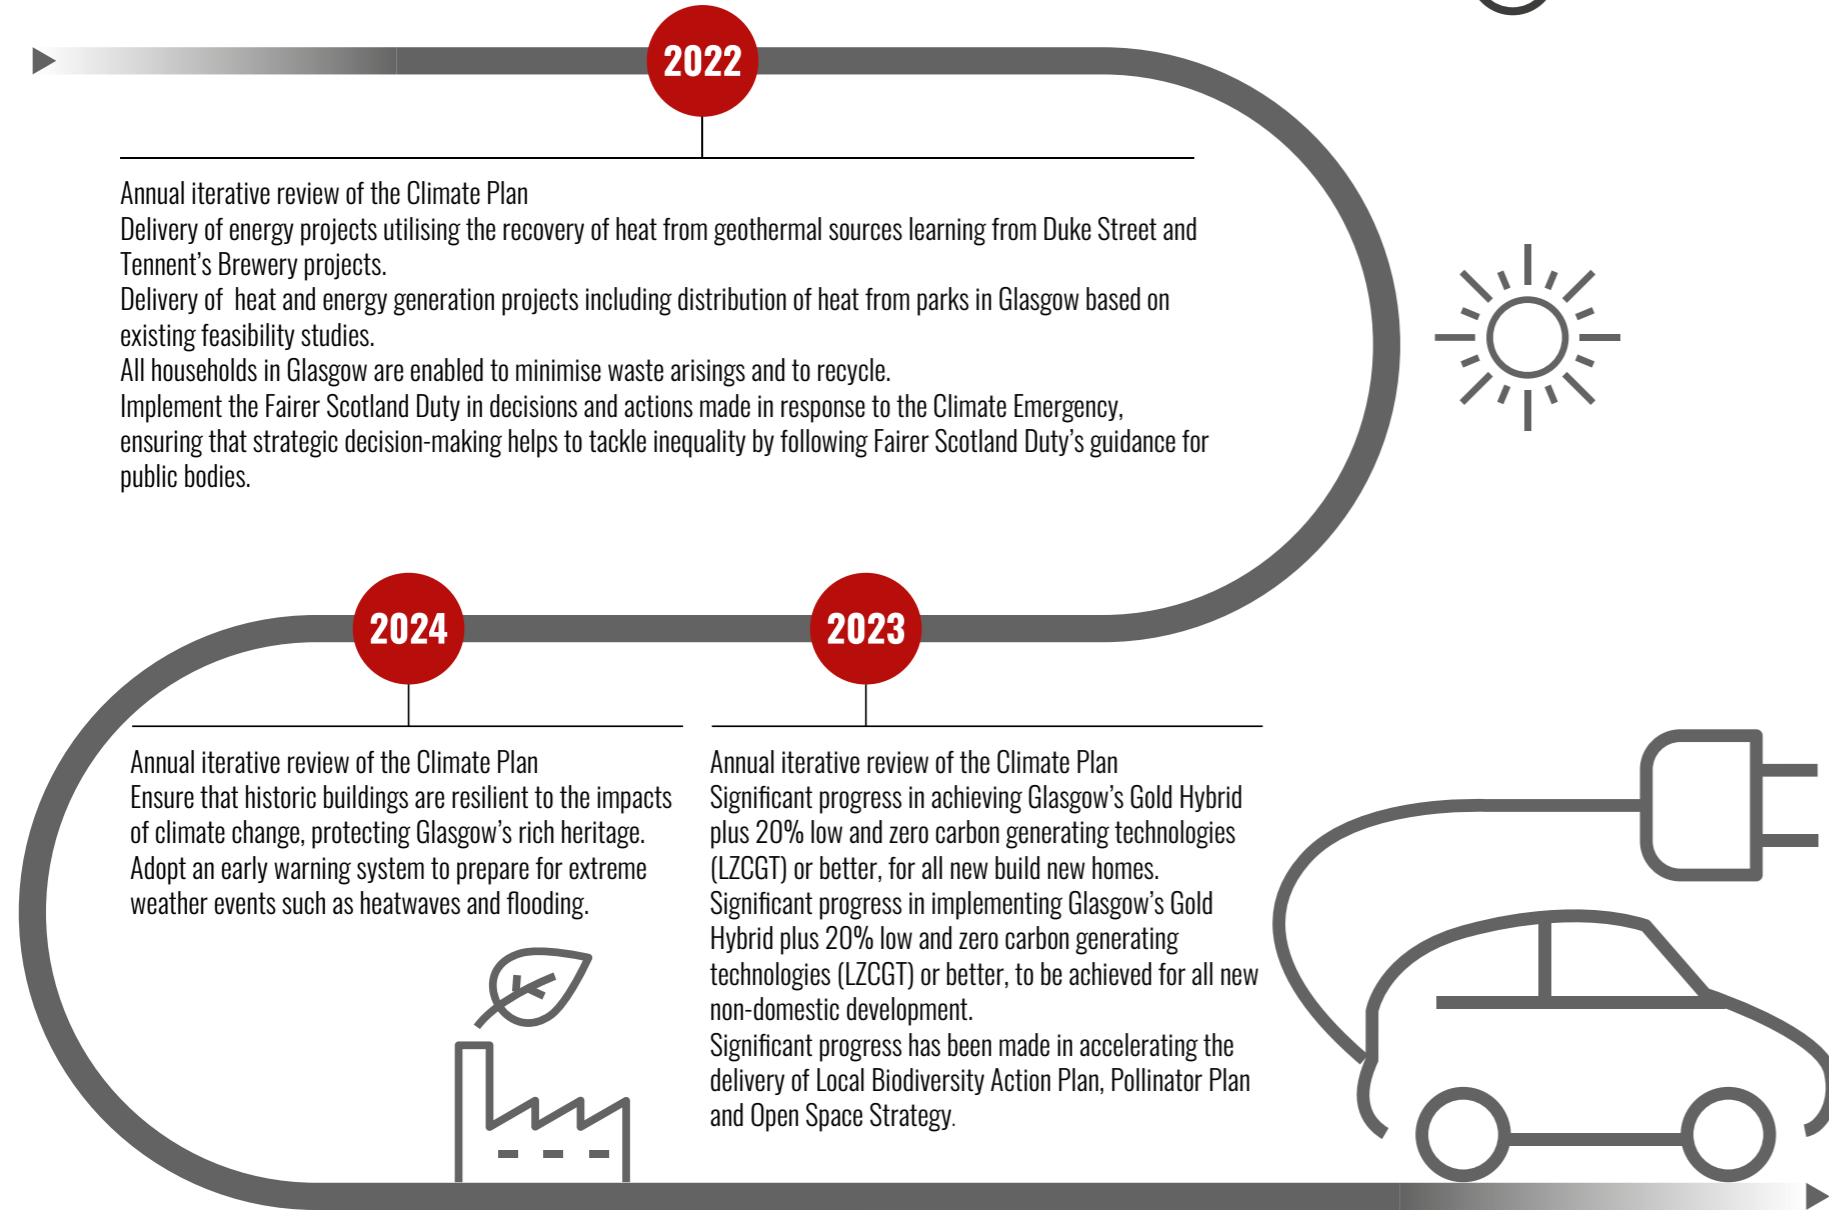 2022
Annual iterative review of the Climate Plan
Delivery of energy projects utilising the recovery of heat from geothermal sources learning from Duke Street and
Tennent's Brewery projects.
Delivery of  heat and energy generation projects including distribution of heat from parks in Glasgow based on
existing feasibility studies.
All households in Glasgow are enabled to minimise waste arisings and to recycle.
Implement the Fairer Scotland Duty in decisions and actions made in response to the Climate Emergency,
ensuring that strategic decision-making helps to tackle inequality by following Fairer Scotland Duty's guidance for
public bodies.
2023
Annual iterative review of the Climate Plan
Significant progress in achieving Glasgow's Gold Hybrid
plus 20% low and zero carbon generating technologies
(LZCGT) or better, for all new build new homes.
Significant progress in implementing Glasgow's Gold
Hybrid plus 20% low and zero carbon generating
technologies (LZCGT) or better, to be achieved for all new
non-domestic development.
Significant progress has been made in accelerating the
delivery of Local Biodiversity Action Plan, Pollinator Plan
and Open Space Strategy.
2024
Annual iterative review of the Climate Plan
Ensure that historic buildings are resilient to the impacts
of climate change, protecting Glasgow's rich heritage.
Adopt an early warning system to prepare for extreme
weather events such as heatwaves and flooding.